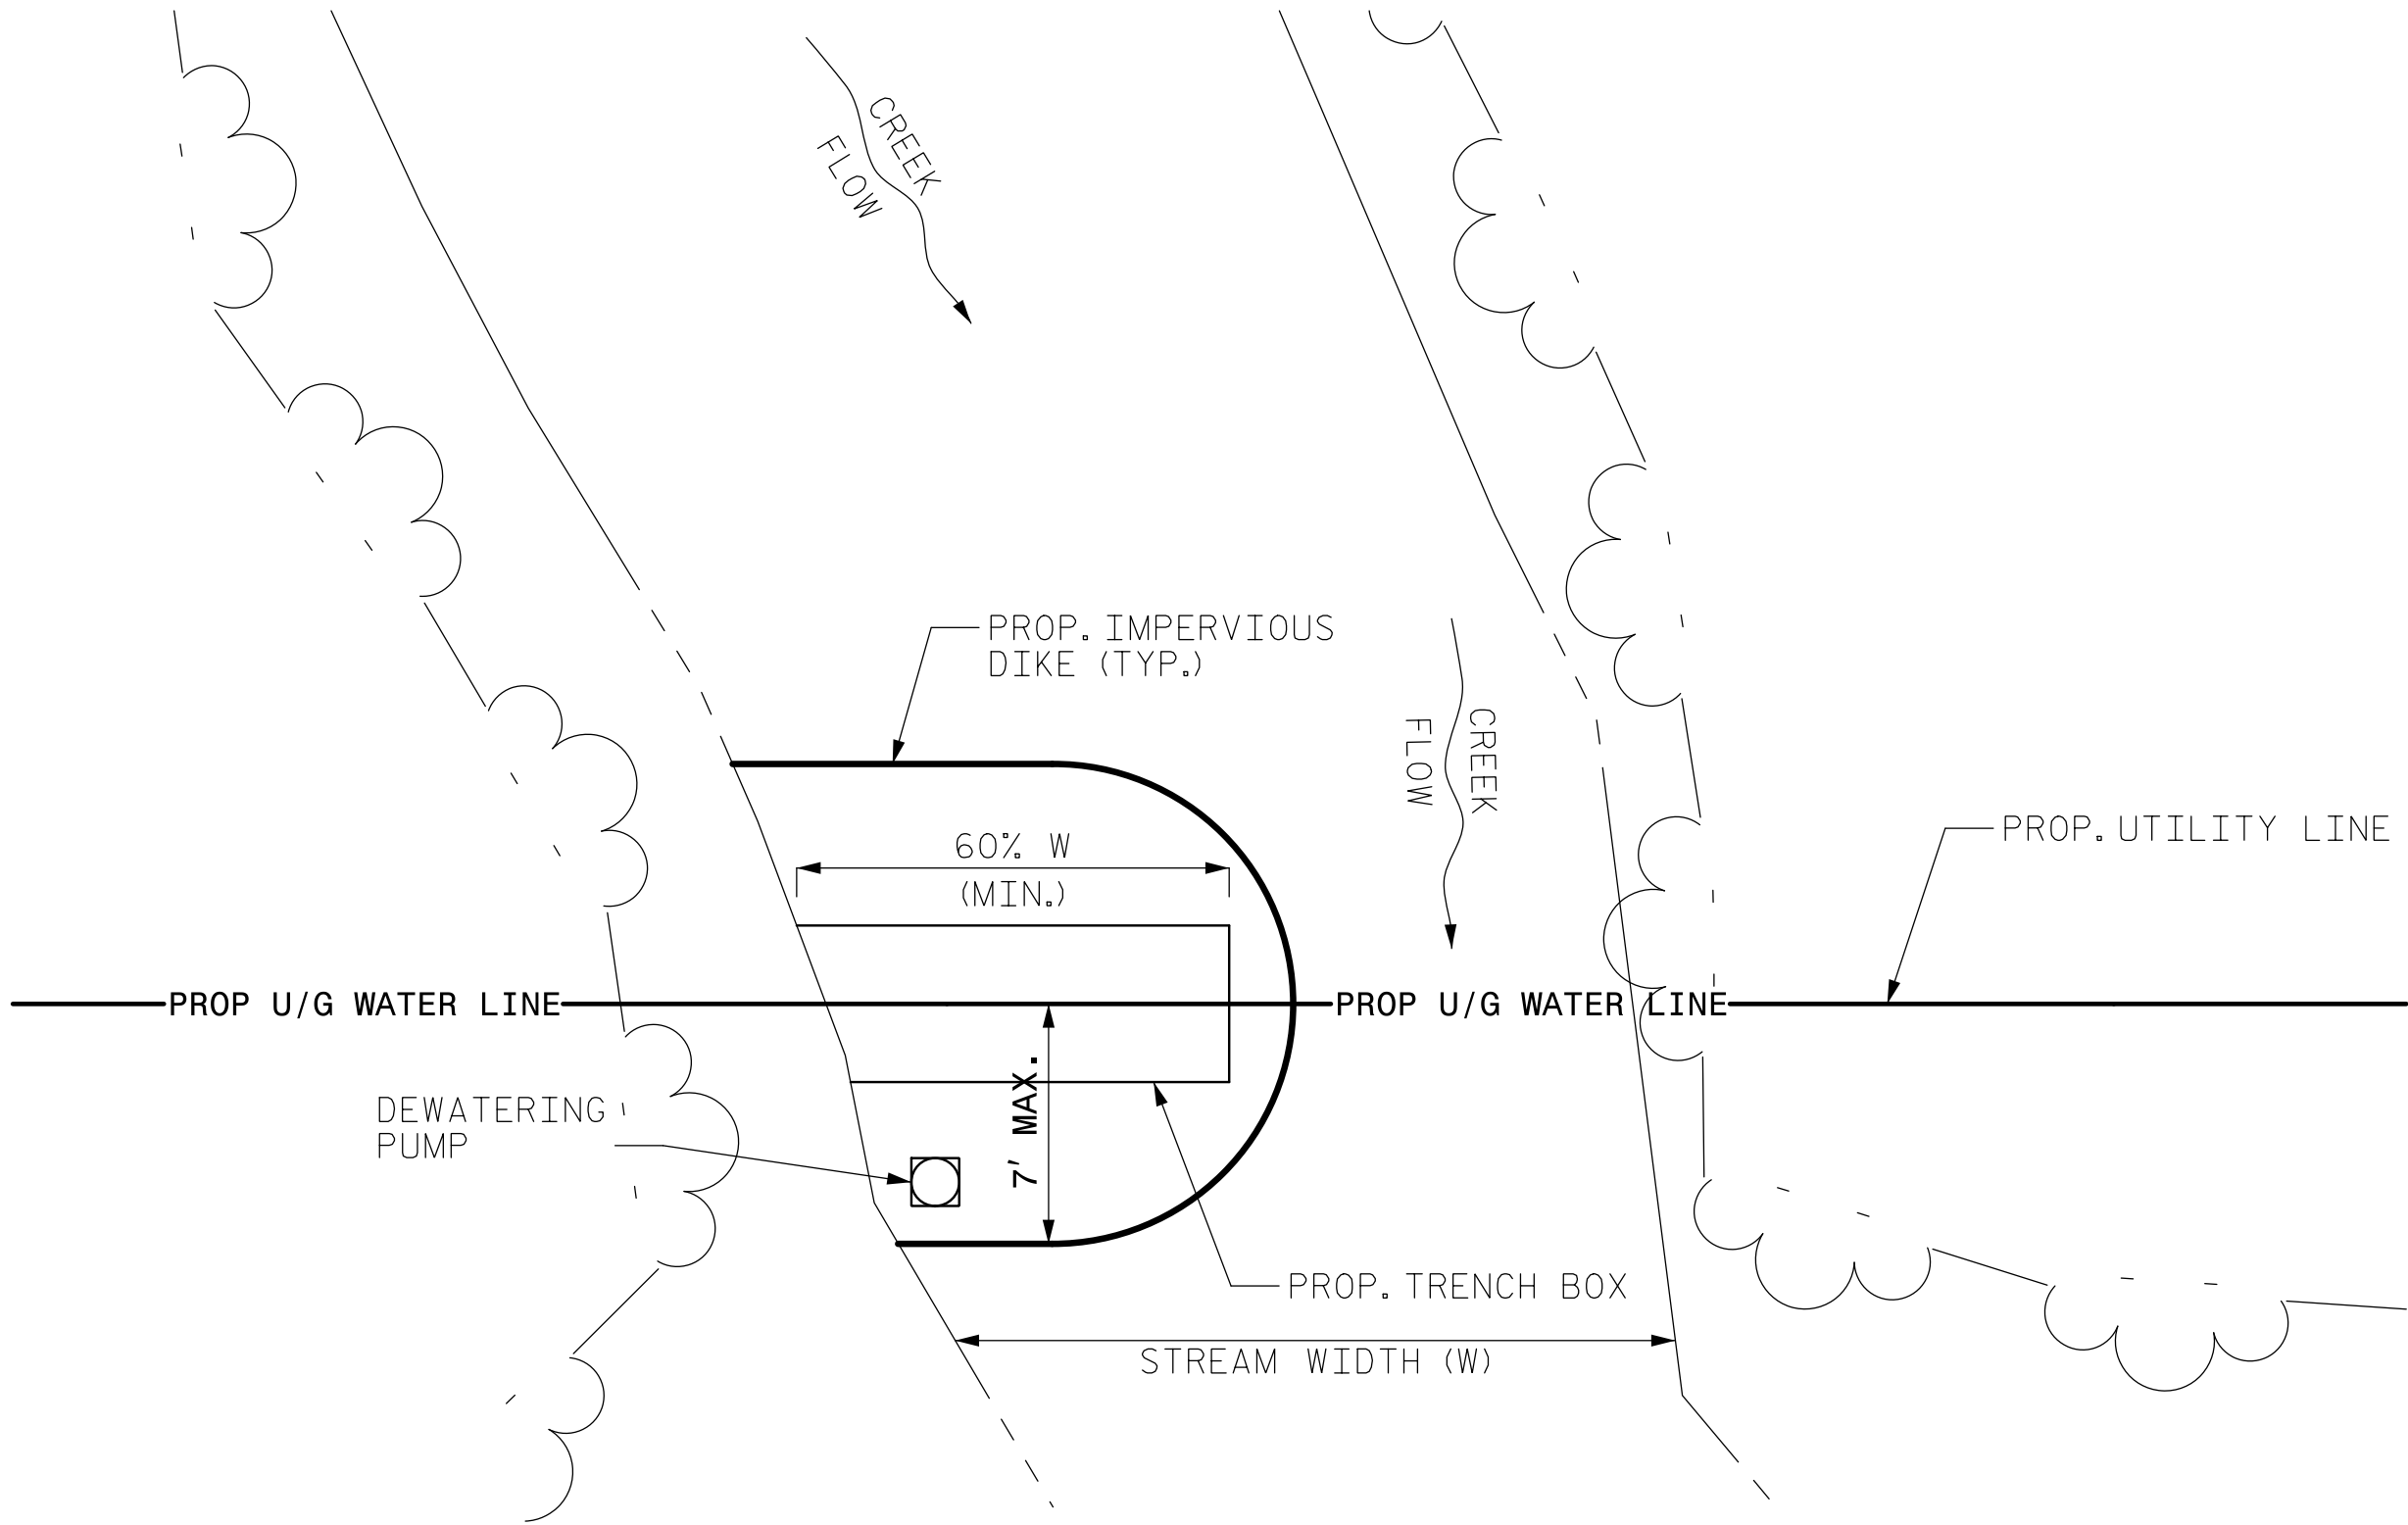 CREEK
FLOW
PROP. IMPERVIOUS
DIKE (TYP.)
CREEK
FLOW
PROP. UTILITY LINE
60% W
(MIN.)
PROP U/G WATER LINE
PROP U/G WATER LINE
7' MAX.
DEWATERING
PUMP
PROP. TRENCH BOX
STREAM WIDTH (W)